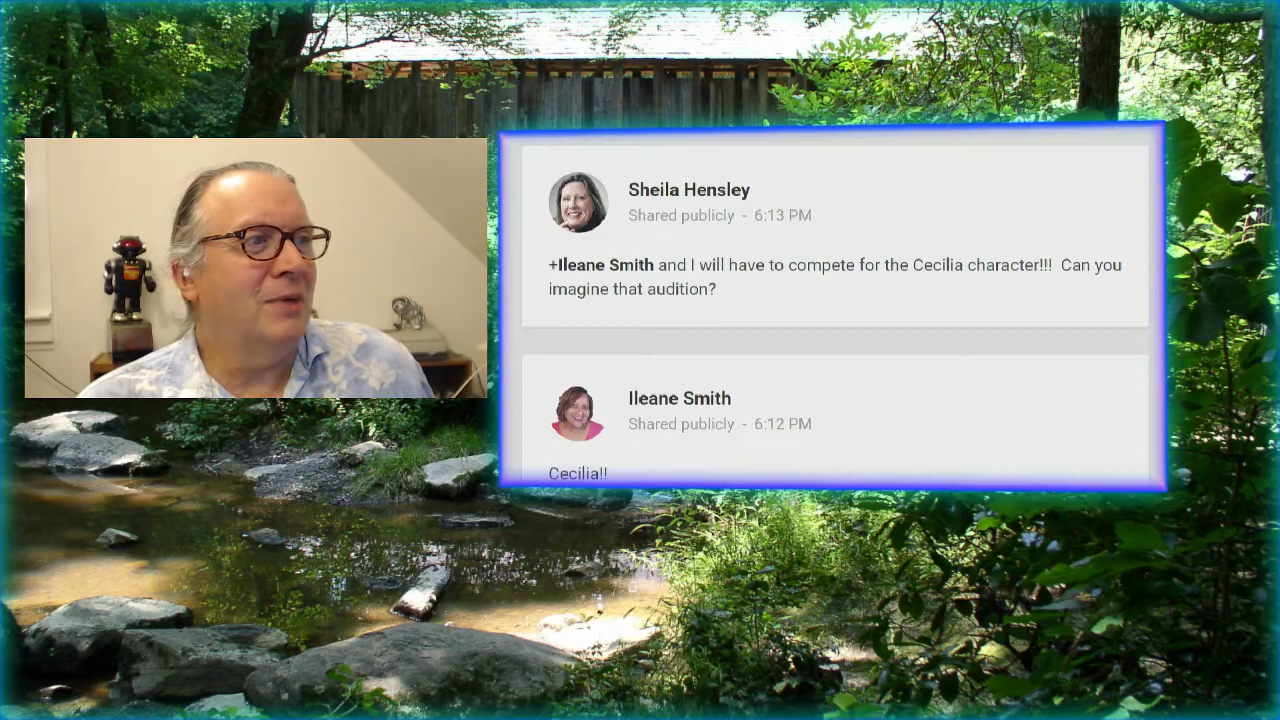 Sheila Hensley
Shared publicly - 6:13 PM
+Ileane Smith and I will have to compete for the Cecilia character!!! Can you
imagine that audition?
Ileane Smith
Shared publicly - 6:12 PM
Cecilia!!